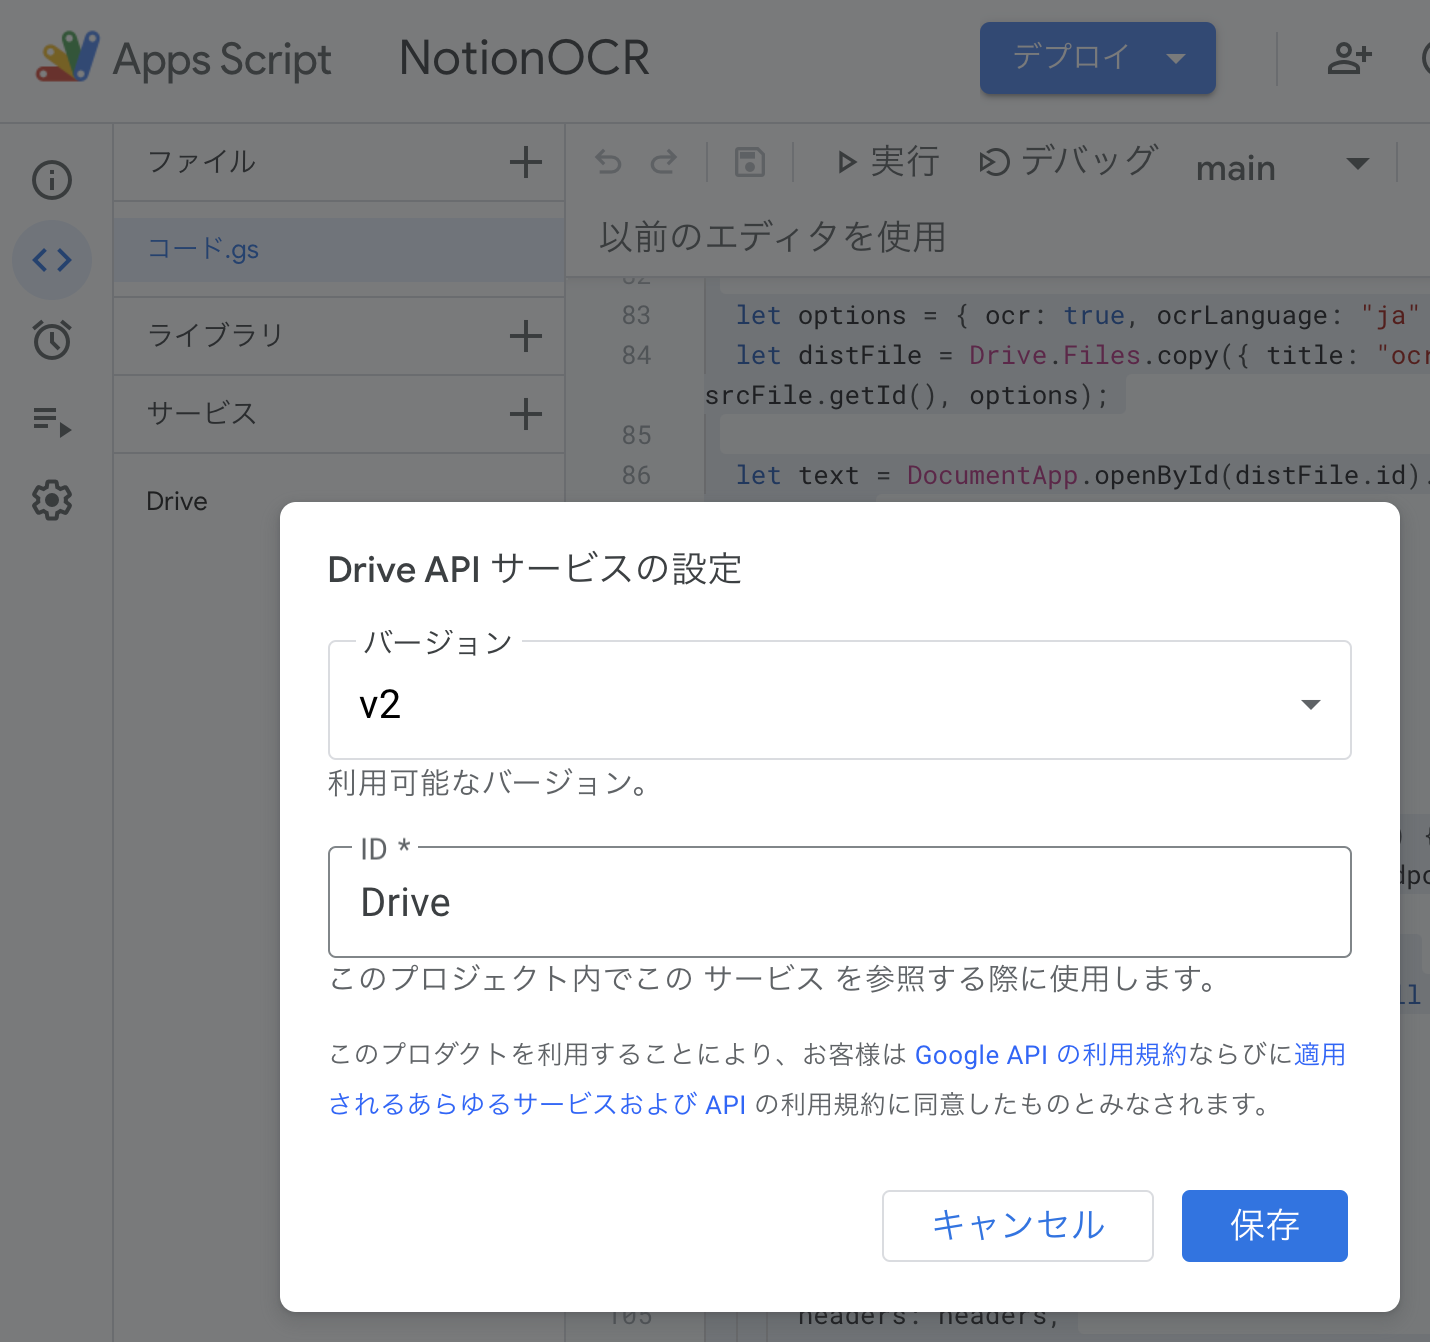 Apps Script
NotionOCR
デプロイ
ファイル
コード.gs
ライブラリ
サービス
Drive
実行
デバッグ
main
以前のエディタを使用
83
let options = { ocr: true, ocrLanguage: "ja"
84
let distFile = Drive.Files.copy({ title: "ocr
srcFile.getId(), options);
85
86
let text = DocumentApp.openById(distFile.id).
Drive API サービスの設定
バージョン
v2
利用可能なバージョン。
ID *
Drive
このプロジェクト内でこの サービス を参照する際に使用します。
このプロダクトを利用することにより、お客様は Google API の利用規約ならびに適用
されるあらゆるサービスおよび API の利用規約に同意したものとみなされます。
キャンセル
保存
105
headers: headers,